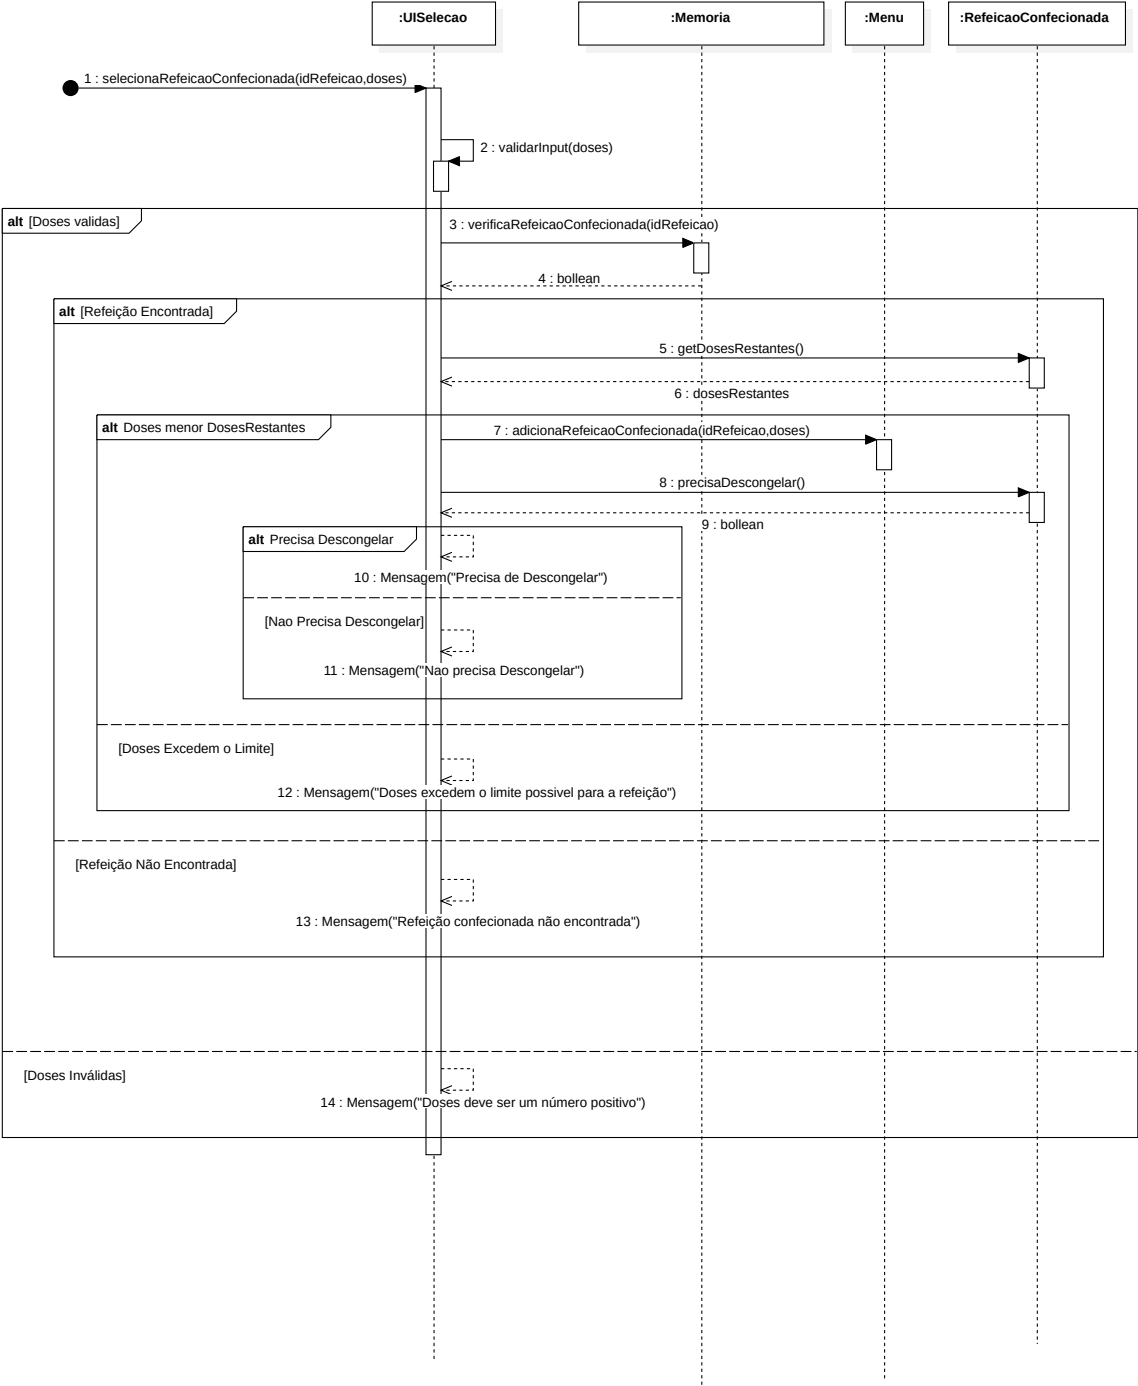 :UISelecao
:Memoria
:Menu
:RefeicaoConfecionada
1 : selecionaRefeicaoConfecionada(idRefeicao,doses)
2 : validarInput(doses)
alt [Doses validas]
3 : verificaRefeicaoConfecionada(idRefeicao)
4 : bollean
alt [Refeição Encontrada]
5 : getDosesRestantes()
6 : dosesRestantes
alt Doses menor DosesRestantes
7 : adicionaRefeicaoConfecionada(idRefeicao,doses)
8 : precisaDescongelar()
9 : bollean
alt Precisa Descongelar
10 : Mensagem("Precisa de Descongelar")
[Nao Precisa Descongelar]
11 : Mensagem("Nao precisa Descongelar")
[Doses Excedem o Limite]
12 : Mensagem("Doses excedem o limite possivel para a refeição")
[Refeição Não Encontrada]
13 : Mensagem("Refeição confecionada não encontrada")
[Doses Inválidas]
14 : Mensagem("Doses deve ser um número positivo")